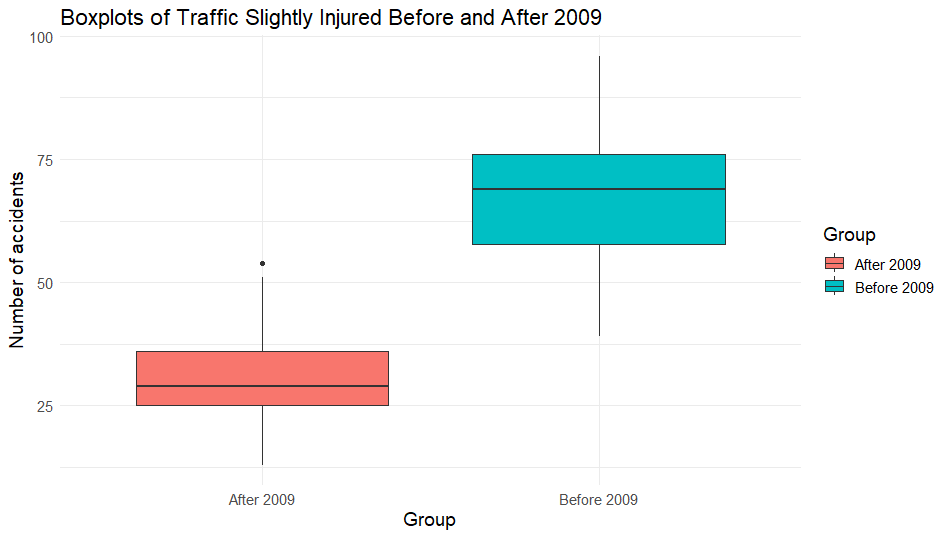 Boxplots of Traffic Slightly Injured Before and After 2009
Number of accidents
100
75
50
25
After 2009
Before 2009
Group
Group
After 2009
Before 2009